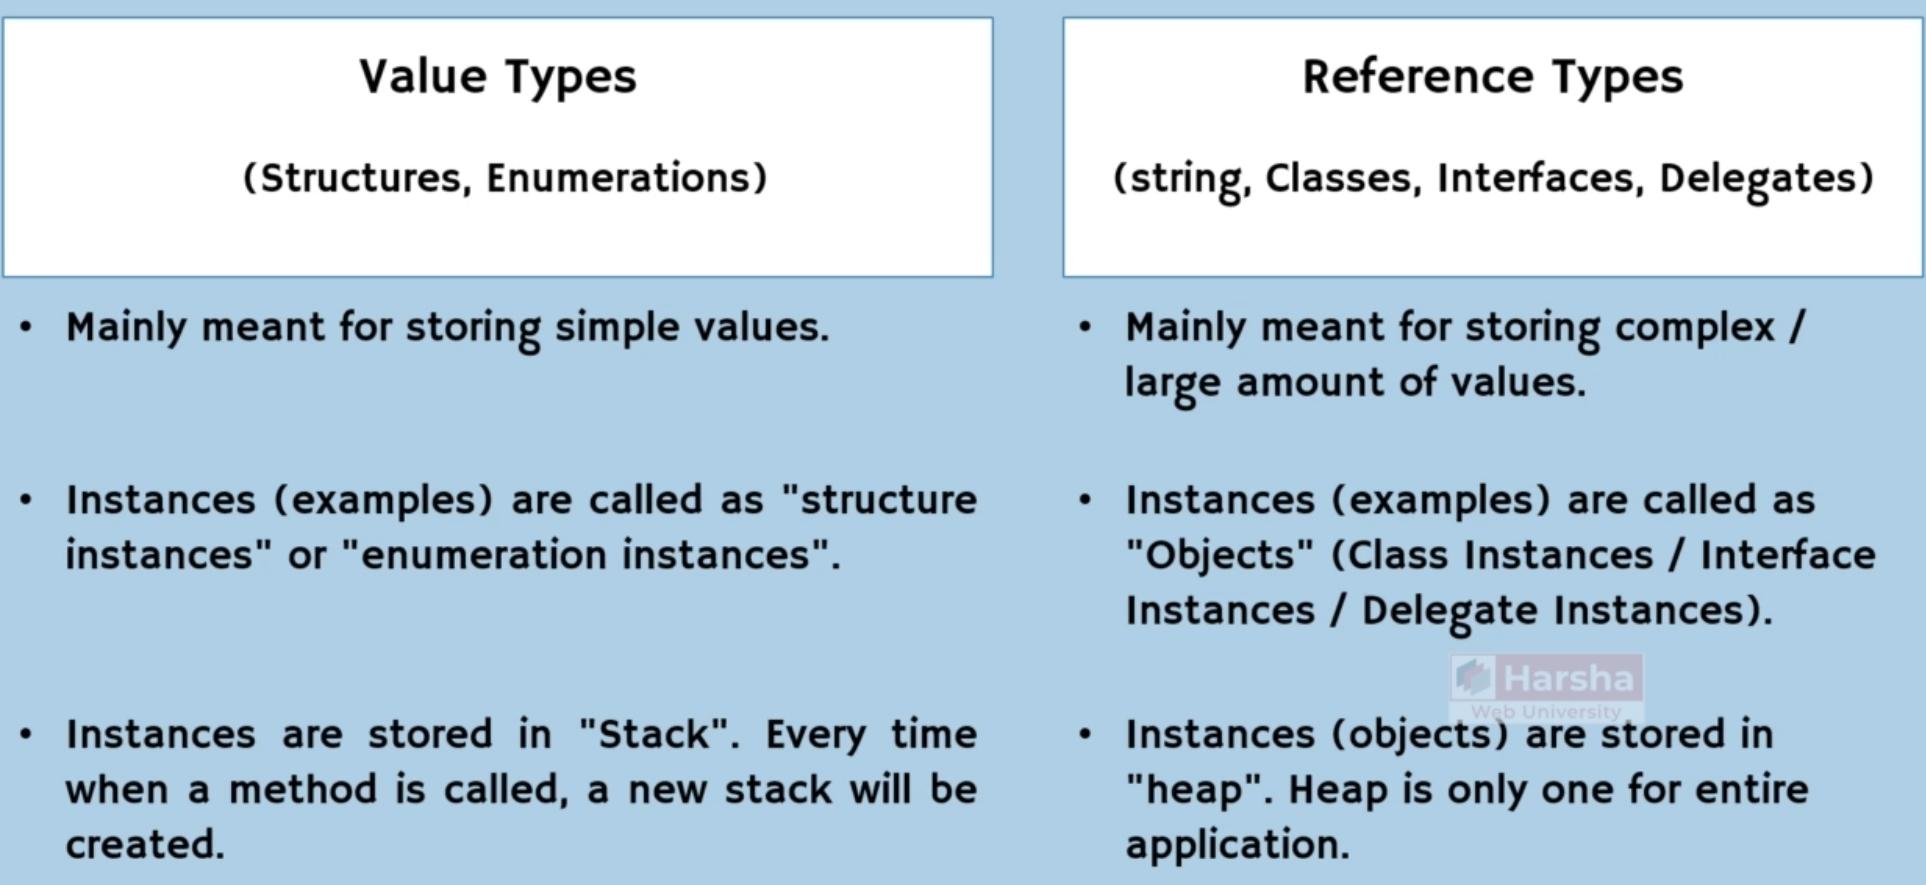 Value Types
(Structures, Enumerations)
• Mainly meant for storing simple values.
• Instances (examples) are called as "structure
instances" or "enumeration instances".
• Instances are stored in "Stack". Every time
when a method is called, a new stack will be
created.
Reference Types
(string, Classes, Interfaces, Delegates)
• Mainly meant for storing complex /
large amount of values.
• Instances (examples) are called as
"Objects" (Class Instances / Interface
Instances / Delegate Instances).
Harsha
Web University
• Instances (objects) are stored in
"heap". Heap is only one for entire
application.